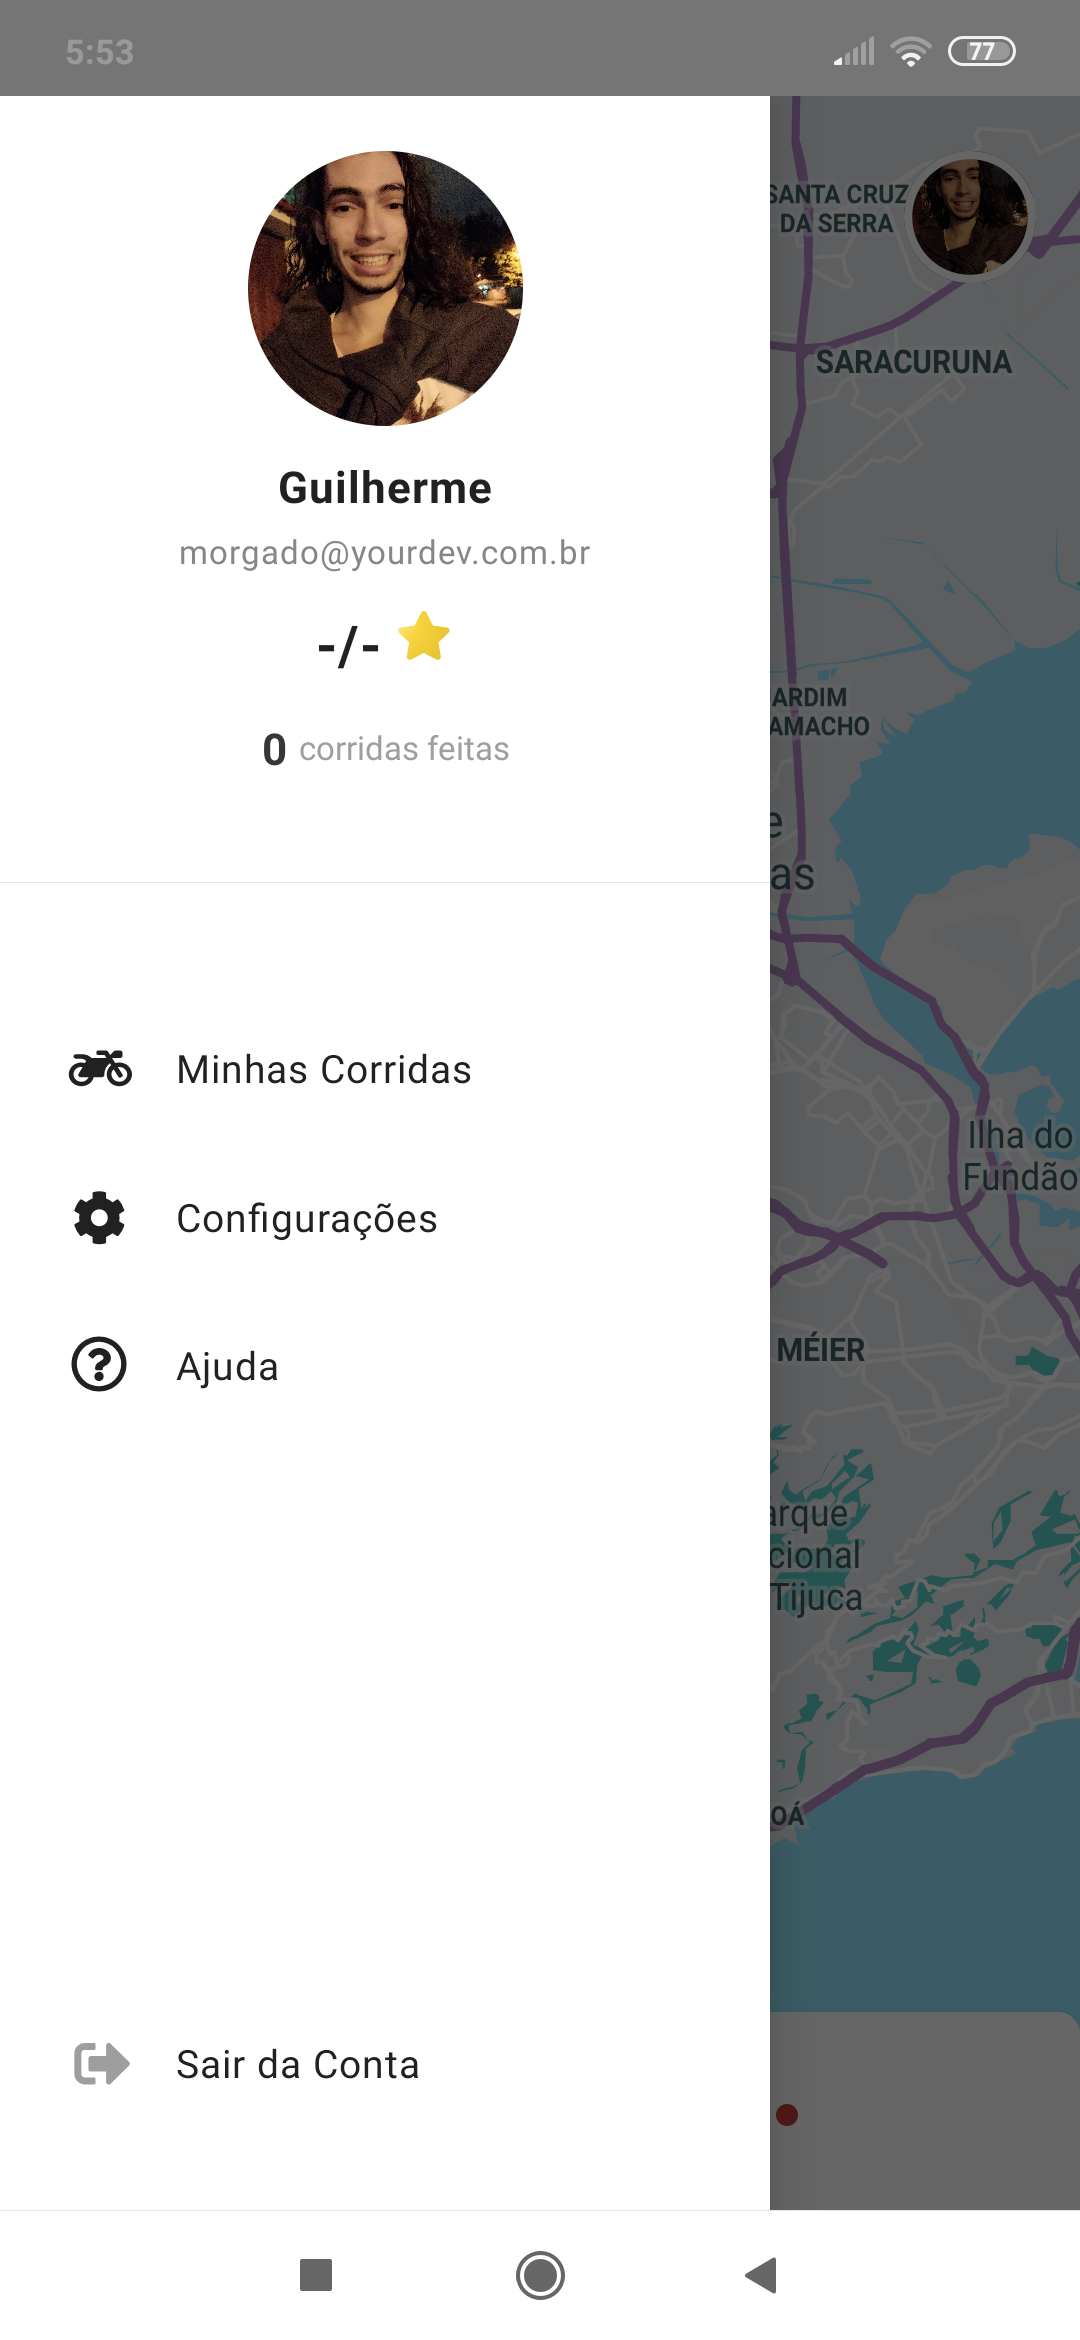 5:53
77
Guilherme
morgado@yourdev.com.br
-/-
0 corridas feitas
Minhas Corridas
Configurações
Ajuda
Sair da Conta
SANTA CRUZ
DA SERRA
SARACURUNA
ARDIM
AMACHO
e
as
Ilha do
Fundão
MÉIER
arque
cional
Tijuca
OÁ